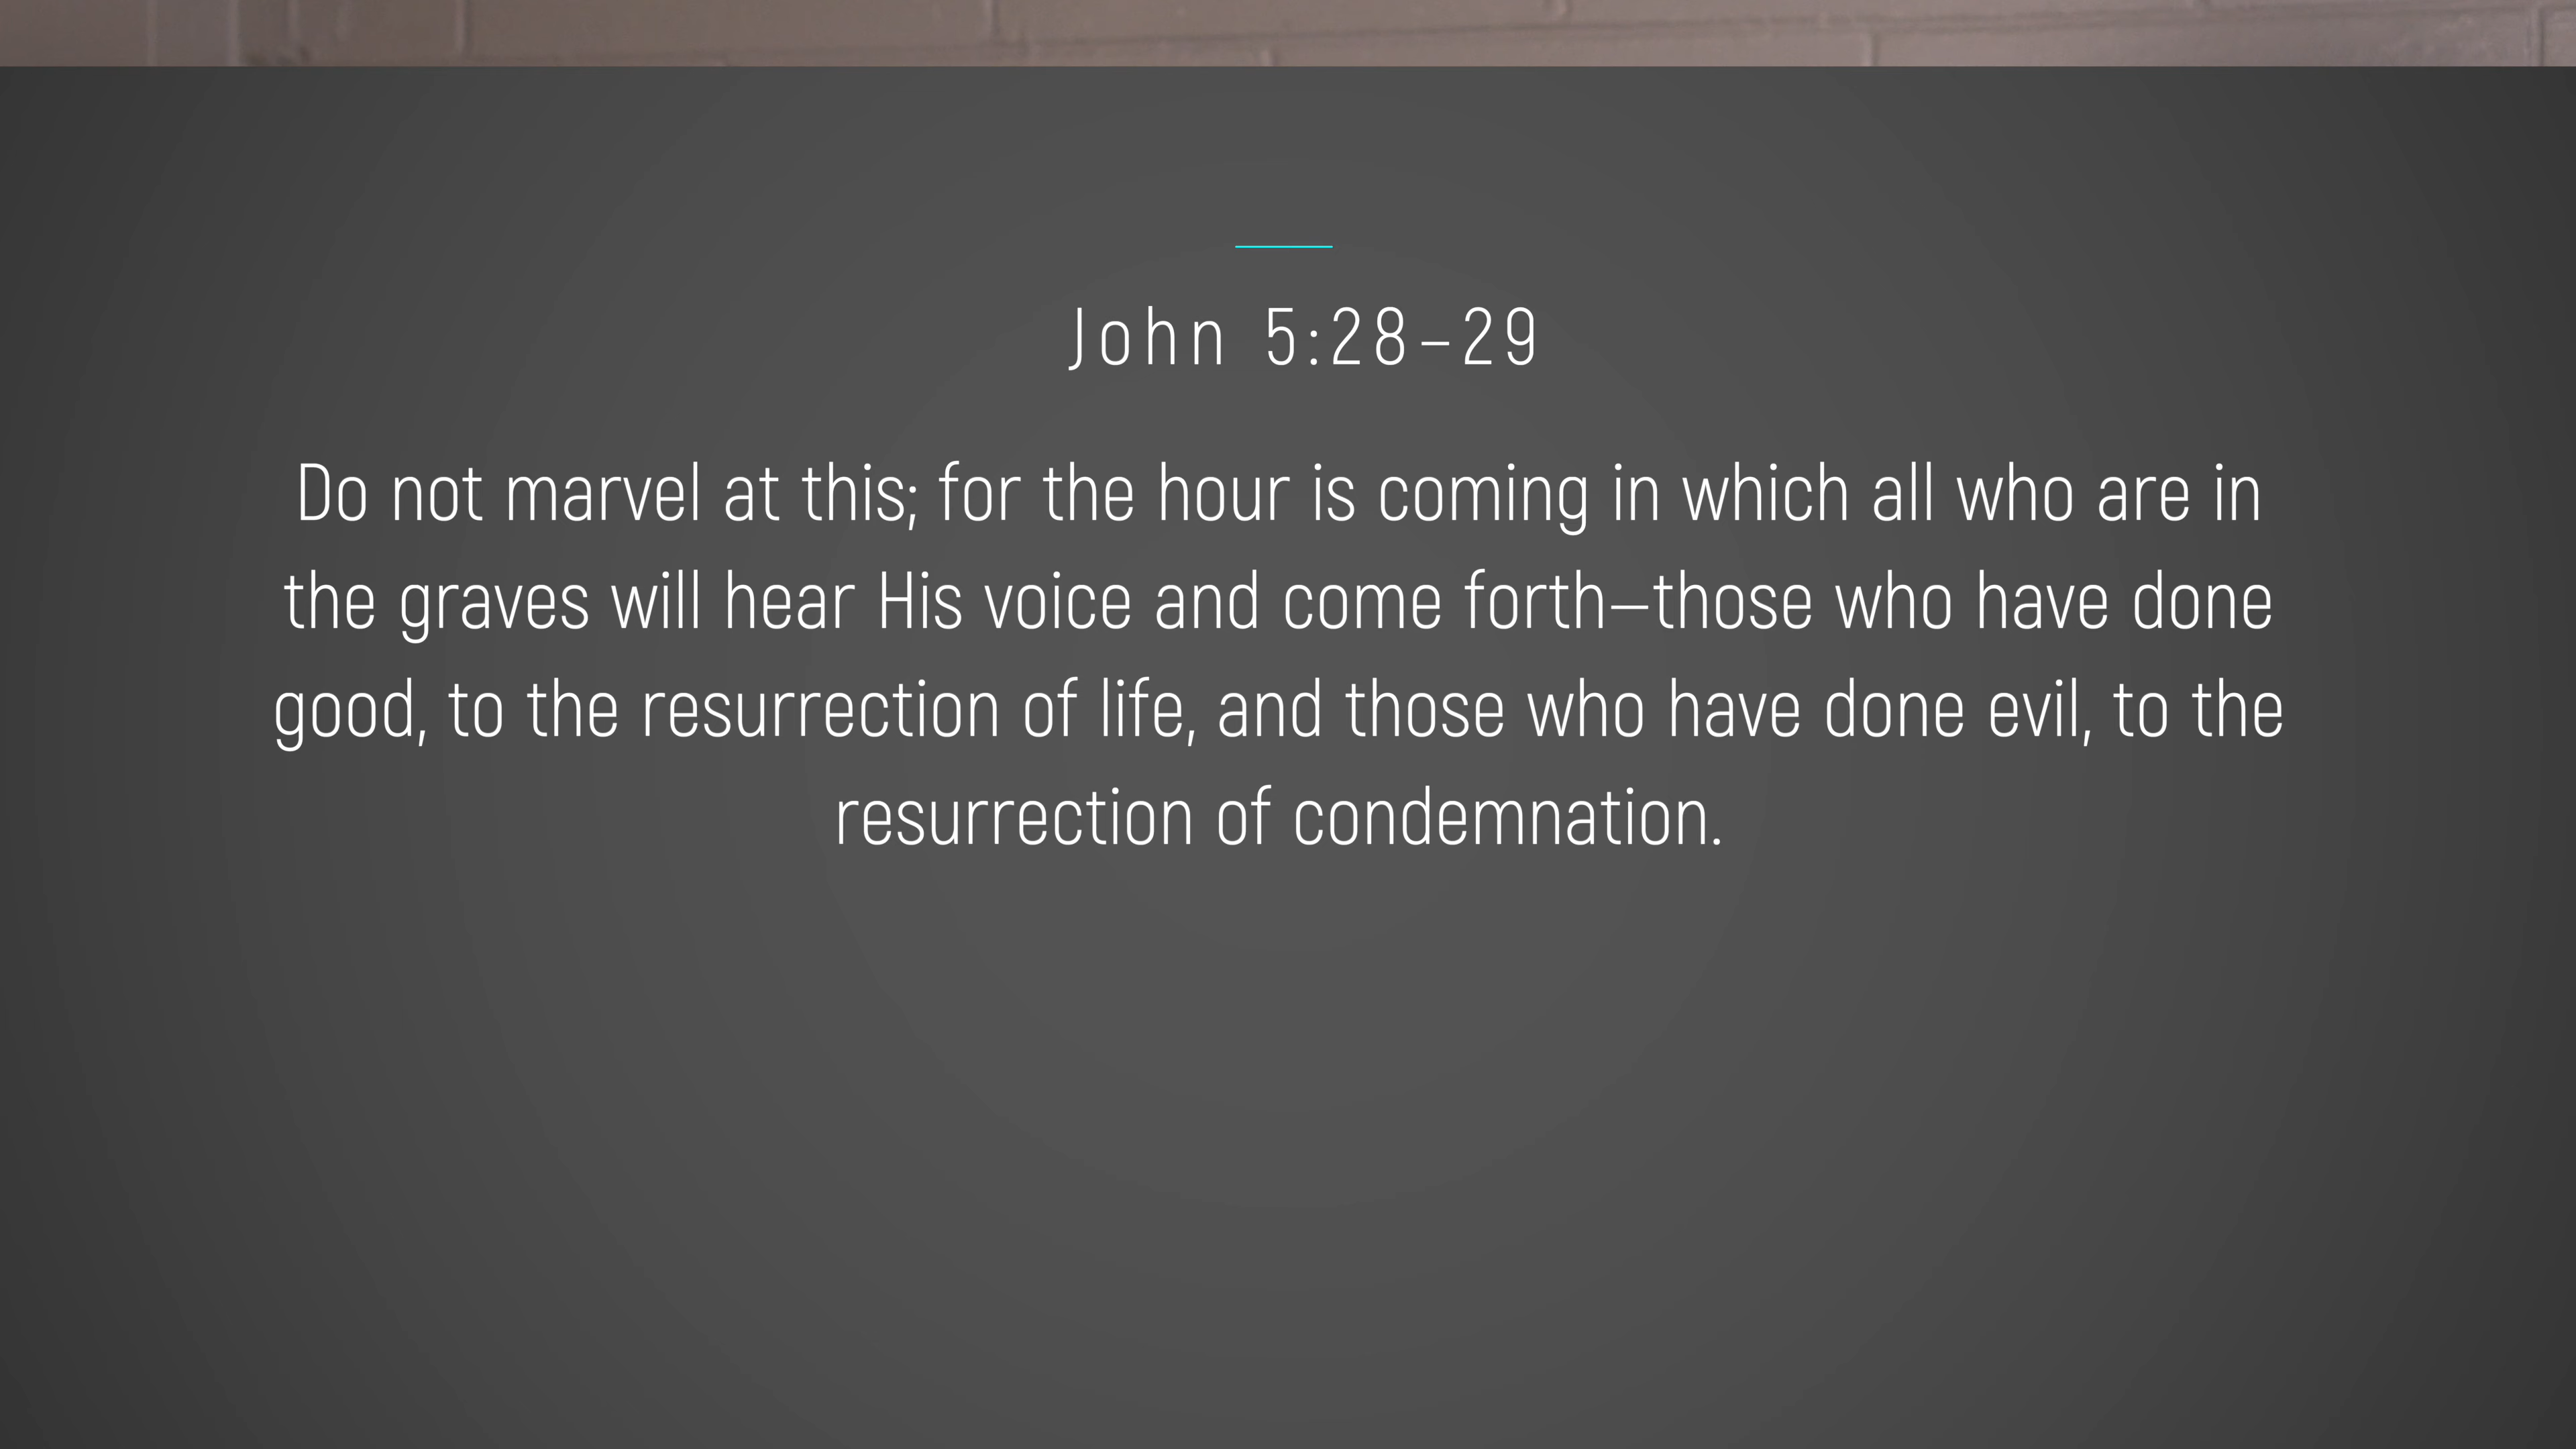 John 5:28–29
Do not marvel at this; for the hour is coming in which all who are in
the graves will hear His voice and come forth—those who have done
good, to the resurrection of life, and those who have done evil, to the
resurrection of condemnation.